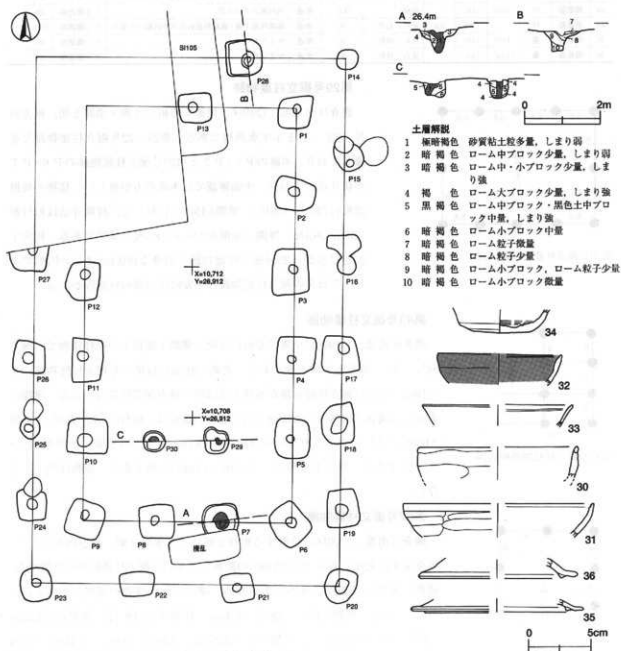 SI105
P28
P14
B
P13
P1
P15
P2
P27
X=10,712
Y=26,912
P12
P3
P16
P26
P11
P4
P17
X=10,708
Y=26,912
P25
C
P10
P30
P29
P5
P18
P24
A
P9
P8
P7
P6
P19
攪乱
P23
P22
P21
P20
A 26.4m
B
7
8
C
5
4
4
4
4
0 2m
土層解説
1 極暗褐色 砂質粘土粒多量，しまり弱
2 暗褐色 ローム中ブロック少量，しまり弱
3 暗褐色 ローム中・小ブロック少量，しま
り強
4 褐色 ローム大ブロック少量，しまり強
5 黒褐色 ローム中ブロック・黒色土中ブロ
ック中量，しまり強
6 暗褐色 ローム小ブロック中量
7 暗褐色 ローム粒子微量
8 暗褐色 ローム粒子少量
9 暗褐色 ローム小ブロック，ローム粒子少量
10 暗褐色 ローム小ブロック微量
34
32
33
30
31
36
35
0 5cm